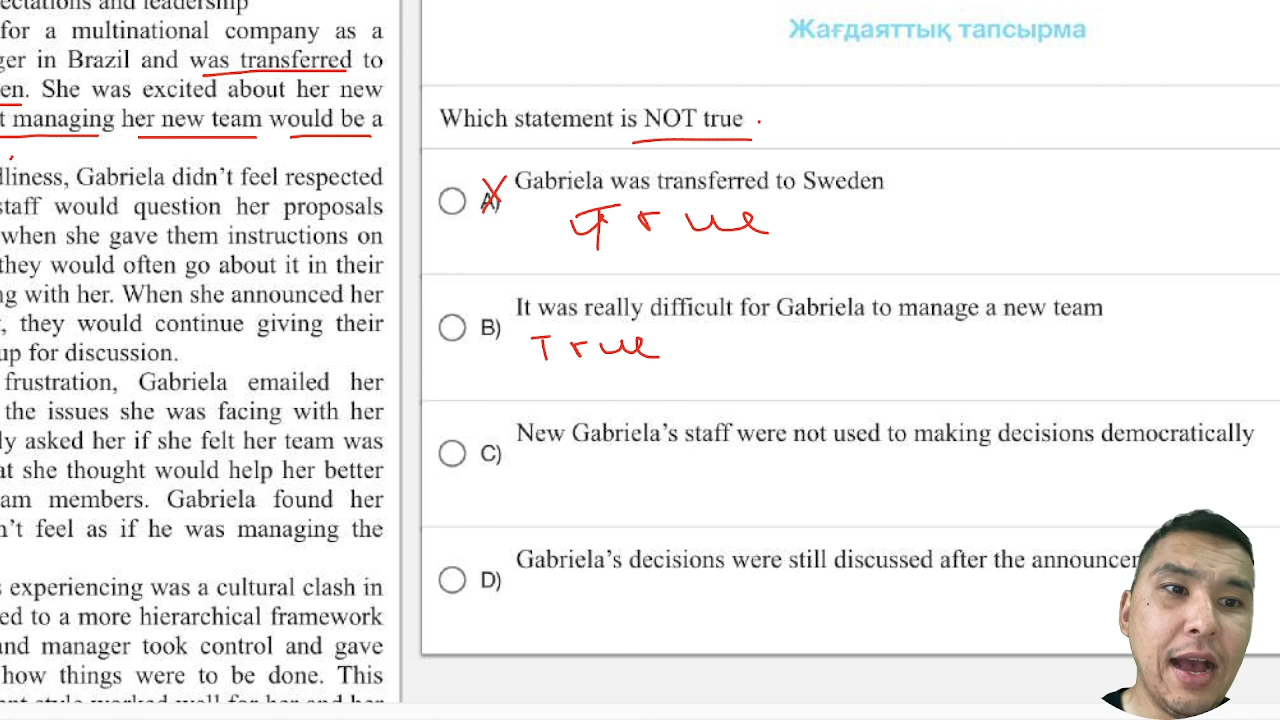 ectations and leadership
for a multinational company as a
ger in Brazil and was transferred to
en. She was excited about her new
t managing her new team would be a
dliness, Gabriela didn't feel respected
staff would question her proposals
when she gave them instructions on
they would often go about it in their
ng with her. When she announced her
, they would continue giving their
up for discussion.
frustration, Gabriela emailed her
the issues she was facing with her
ly asked her if she felt her team was
at she thought would help her better
am members. Gabriela found her
n't feel as if he was managing the
s experiencing was a cultural clash in
ed to a more hierarchical framework
and manager took control and gave
how things were to be done. This
Жағдаяттық тапсырма
Which statement is NOT true
A) Gabriela was transferred to Sweden
True
B) It was really difficult for Gabriela to manage a new team
True
C) New Gabriela's staff were not used to making decisions democratically
D) Gabriela's decisions were still discussed after the announcem